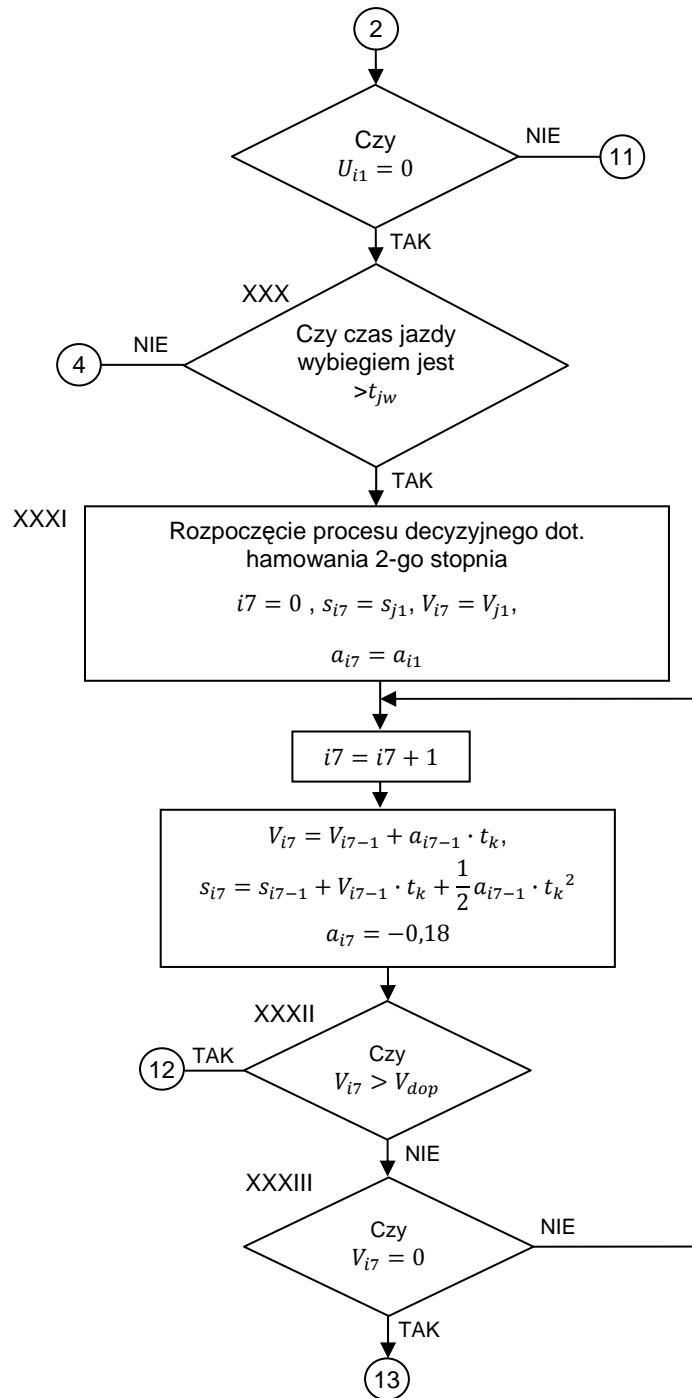 2
Czy
U_{i1} = 0
NIE
11
TAK
XXX
Czy czas jazdy
wybiegiem jest
>t_{jw}
NIE
4
TAK
XXXI
Rozpoczęcie procesu decyzyjnego dot.
hamowania 2-go stopnia
i7 = 0 , s_{i7} = s_{j1}, V_{i7} = V_{j1},
a_{i7} = a_{i1}
i7 = i7 + 1
V_{i7} = V_{i7−1} + a_{i7−1} · t_k,
s_{i7} = s_{i7−1} + V_{i7−1} · t_k + \frac{1}{2} a_{i7−1} · t_k^2
a_{i7} = −0,18
XXXII
12
TAK
Czy
V_{i7} > V_{dop}
NIE
XXXIII
Czy
V_{i7} = 0
NIE
TAK
13